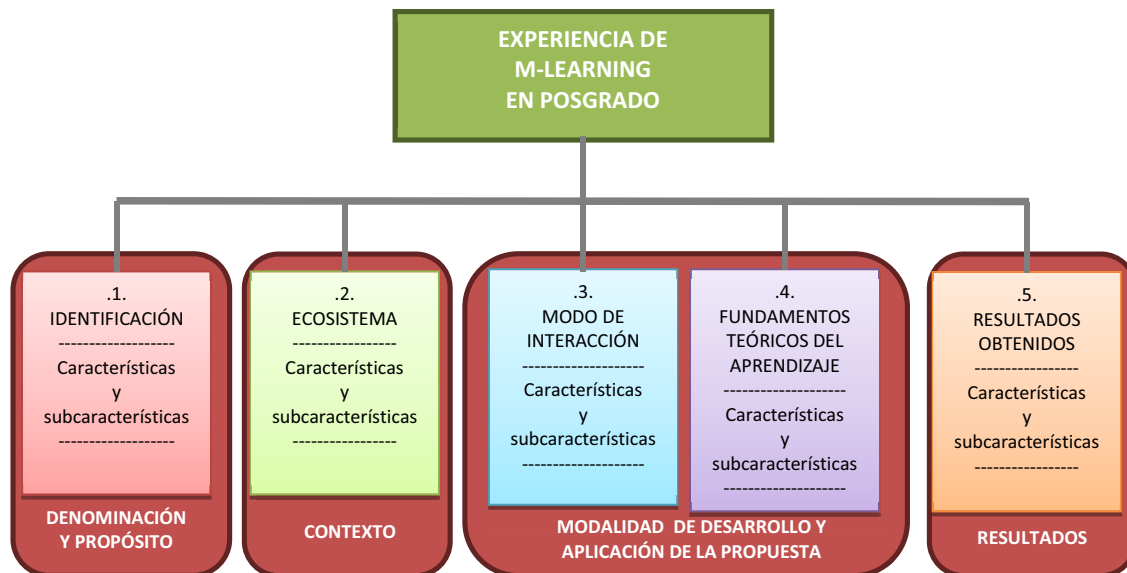 EXPERIENCIA DE
M-LEARNING
EN POSGRADO
.1.
IDENTIFICACIÓN
-------------------
Características
y
subcaracterísticas
-------------------
DENOMINACIÓN
Y PROPÓSITO
.2.
ECOSISTEMA
-----------------
Características
y
subcaracterísticas
-----------------
CONTEXTO
.3.
MODO DE
INTERACCIÓN
--------------------
Características
y
subcaracterísticas
--------------------
.4.
FUNDAMENTOS
TEÓRICOS DEL
APRENDIZAJE
--------------------
Características
y
subcaracterísticas
--------------------
MODALIDAD DE DESARROLLO Y
APLICACIÓN DE LA PROPUESTA
.5.
RESULTADOS
OBTENIDOS
-----------------
Características
y
subcaracterísticas
-----------------
RESULTADOS